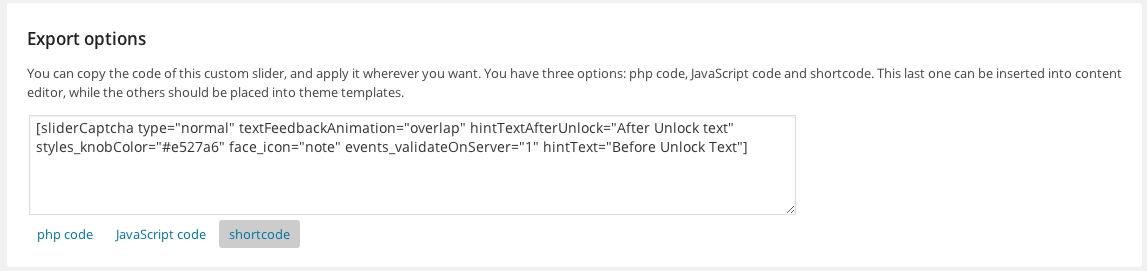 Export options
You can copy the code of this custom slider, and apply it wherever you want. You have three options: php code, JavaScript code and shortcode. This last one can be inserted into content
editor, while the others should be placed into theme templates.
[sliderCaptcha type="normal" textFeedbackAnimation="overlap" hintTextAfterUnlock="After Unlock text"
styles_knobColor="#e527a6" face_icon="note" events_validateOnServer="1" hintText="Before Unlock Text"]
php code JavaScript code shortcode